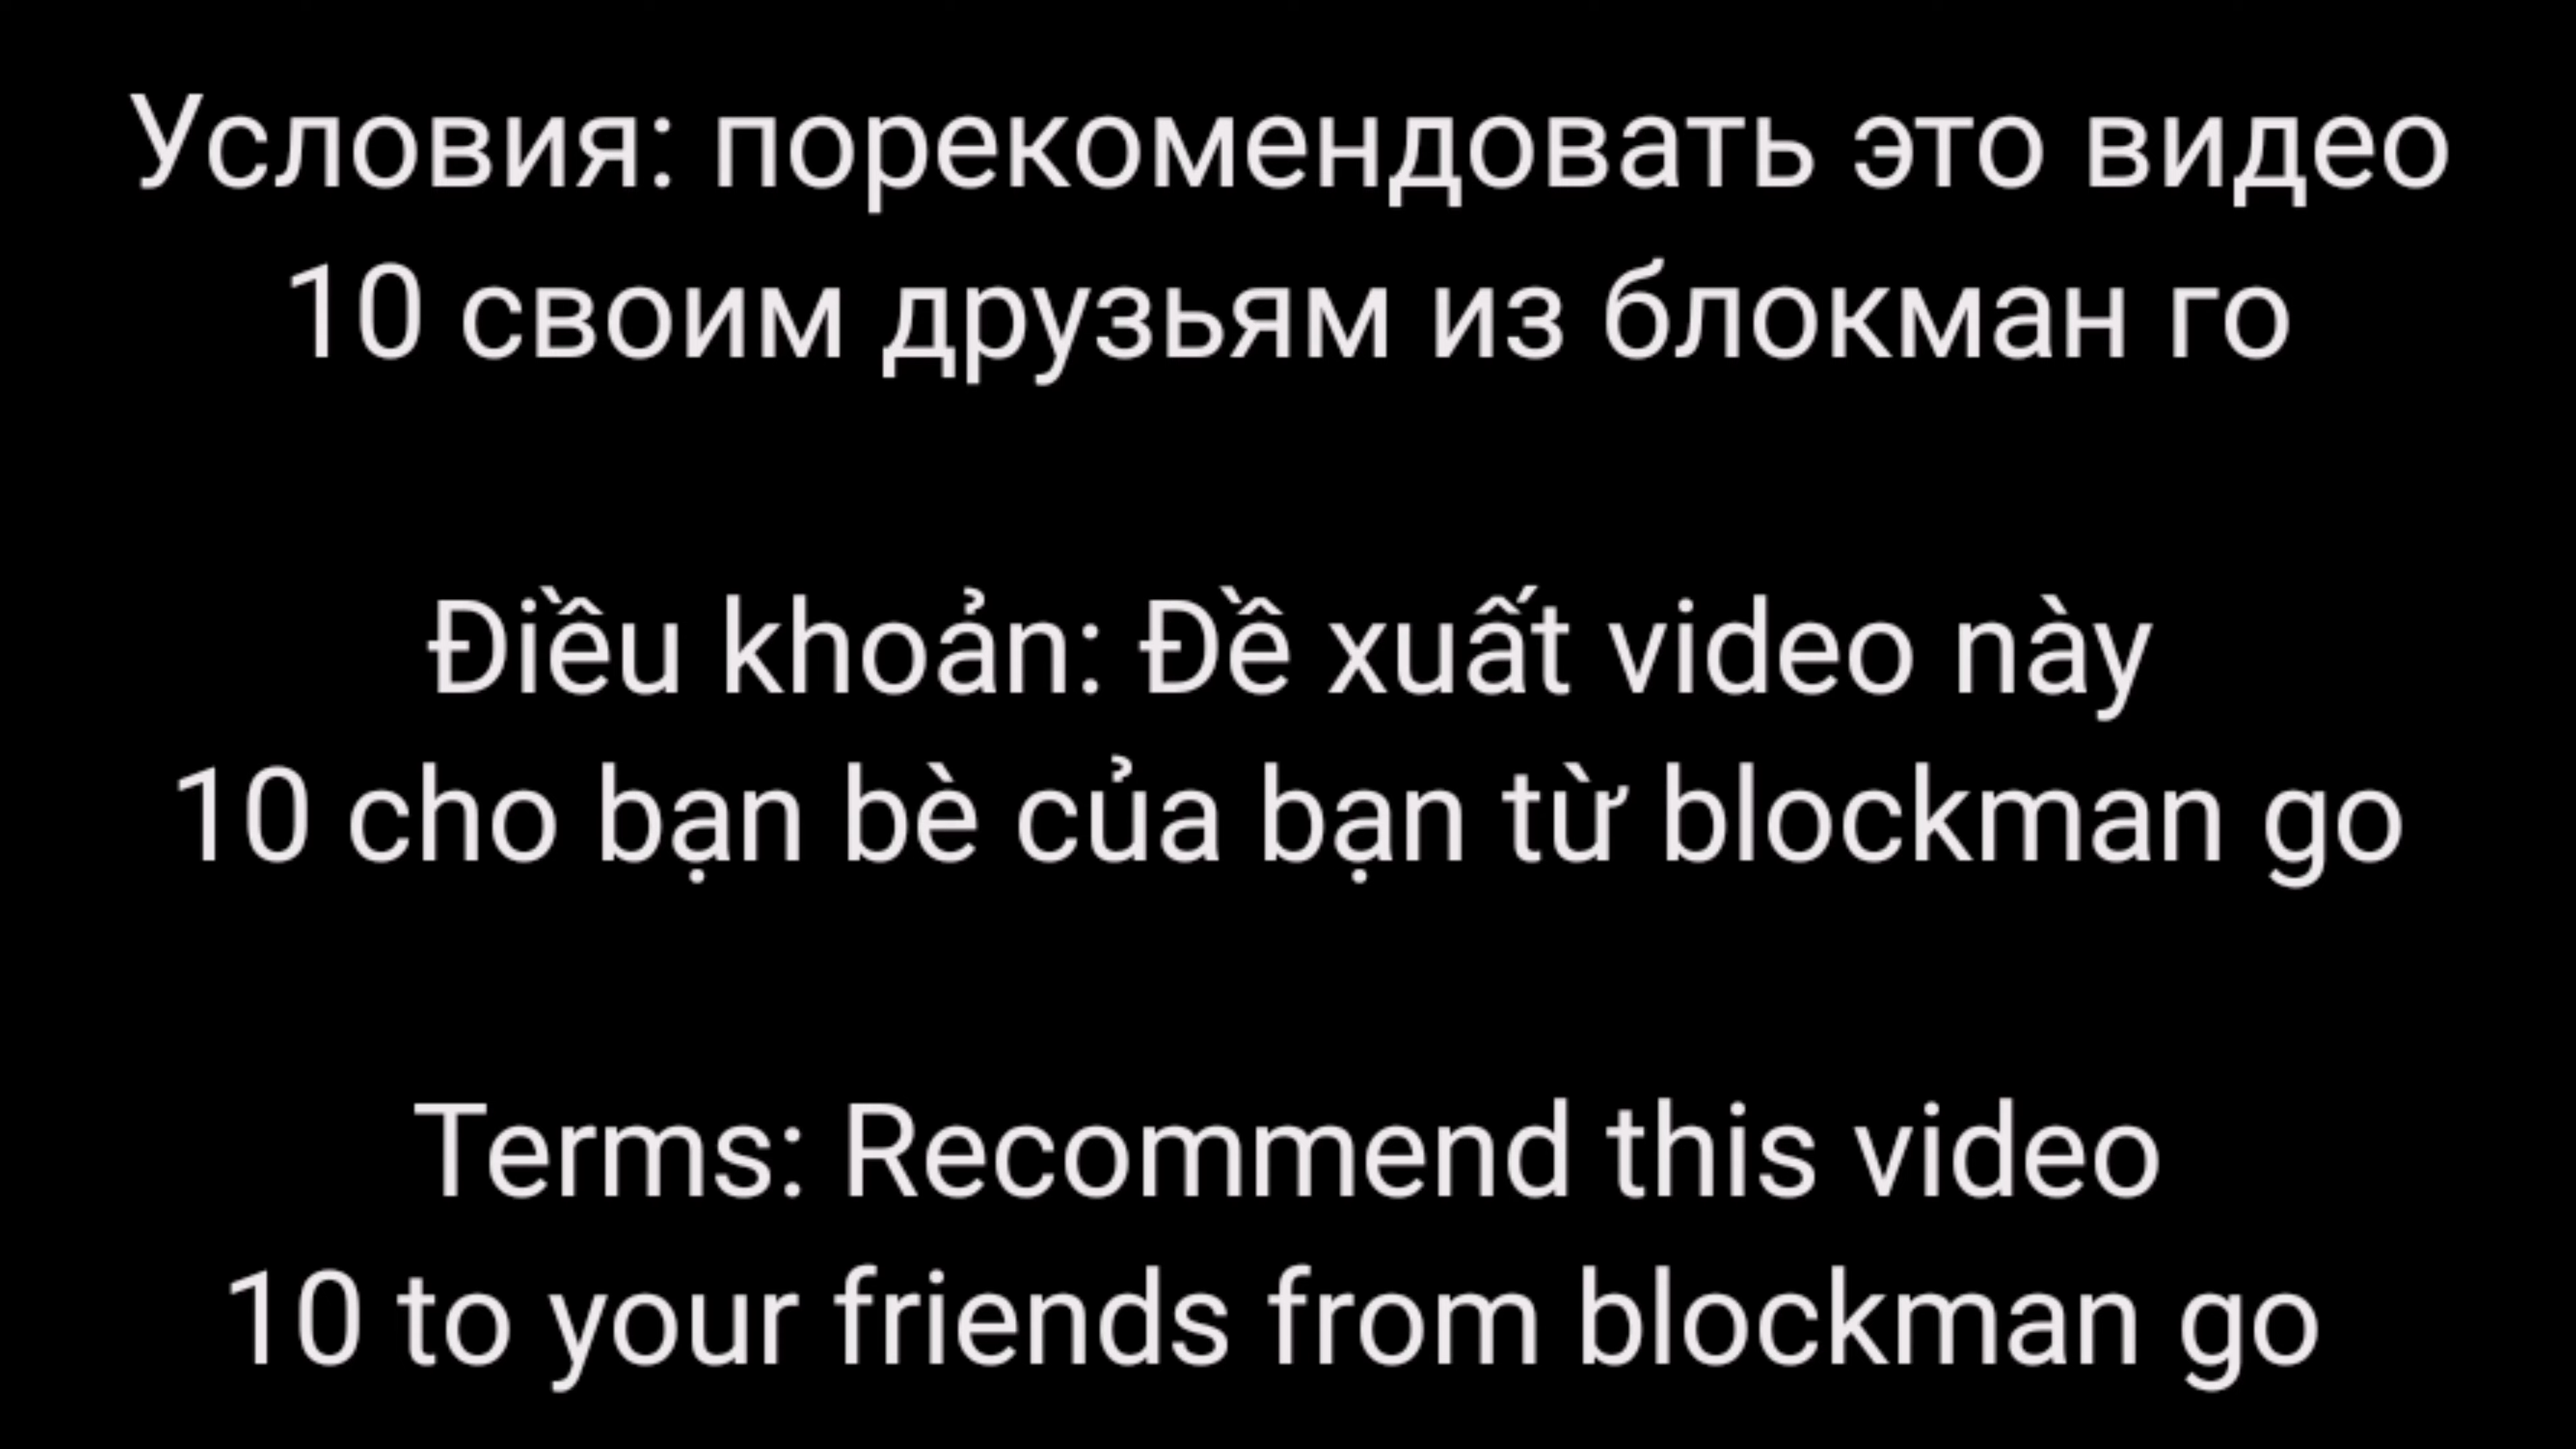 Условия: порекомендовать это видео
10 своим друзьям из блокман го
Điều khoản: Đề xuất video này
10 cho bạn bè của bạn từ blockman go
Terms: Recommend this video
10 to your friends from blockman go